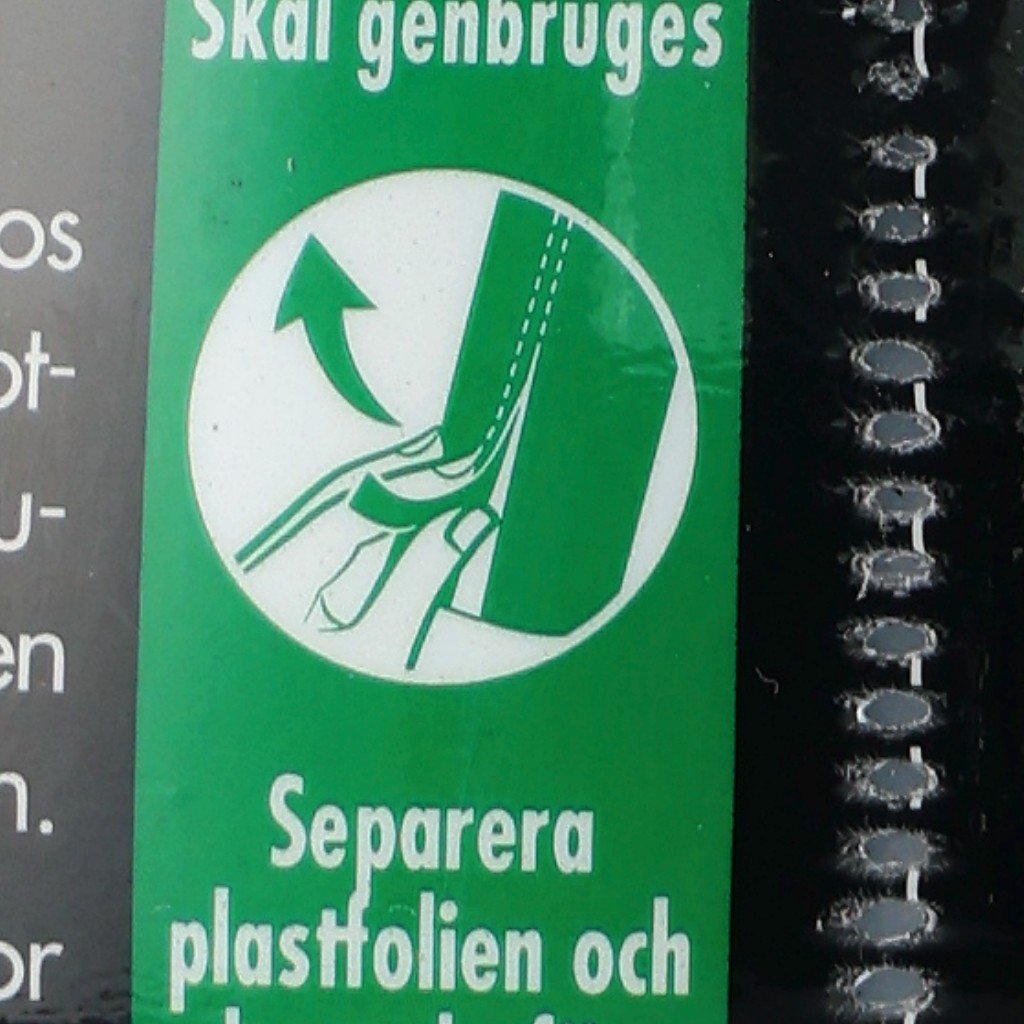 Skal genbruges
os
ot-
u-
en
n.
or
Separera
plastfolien och